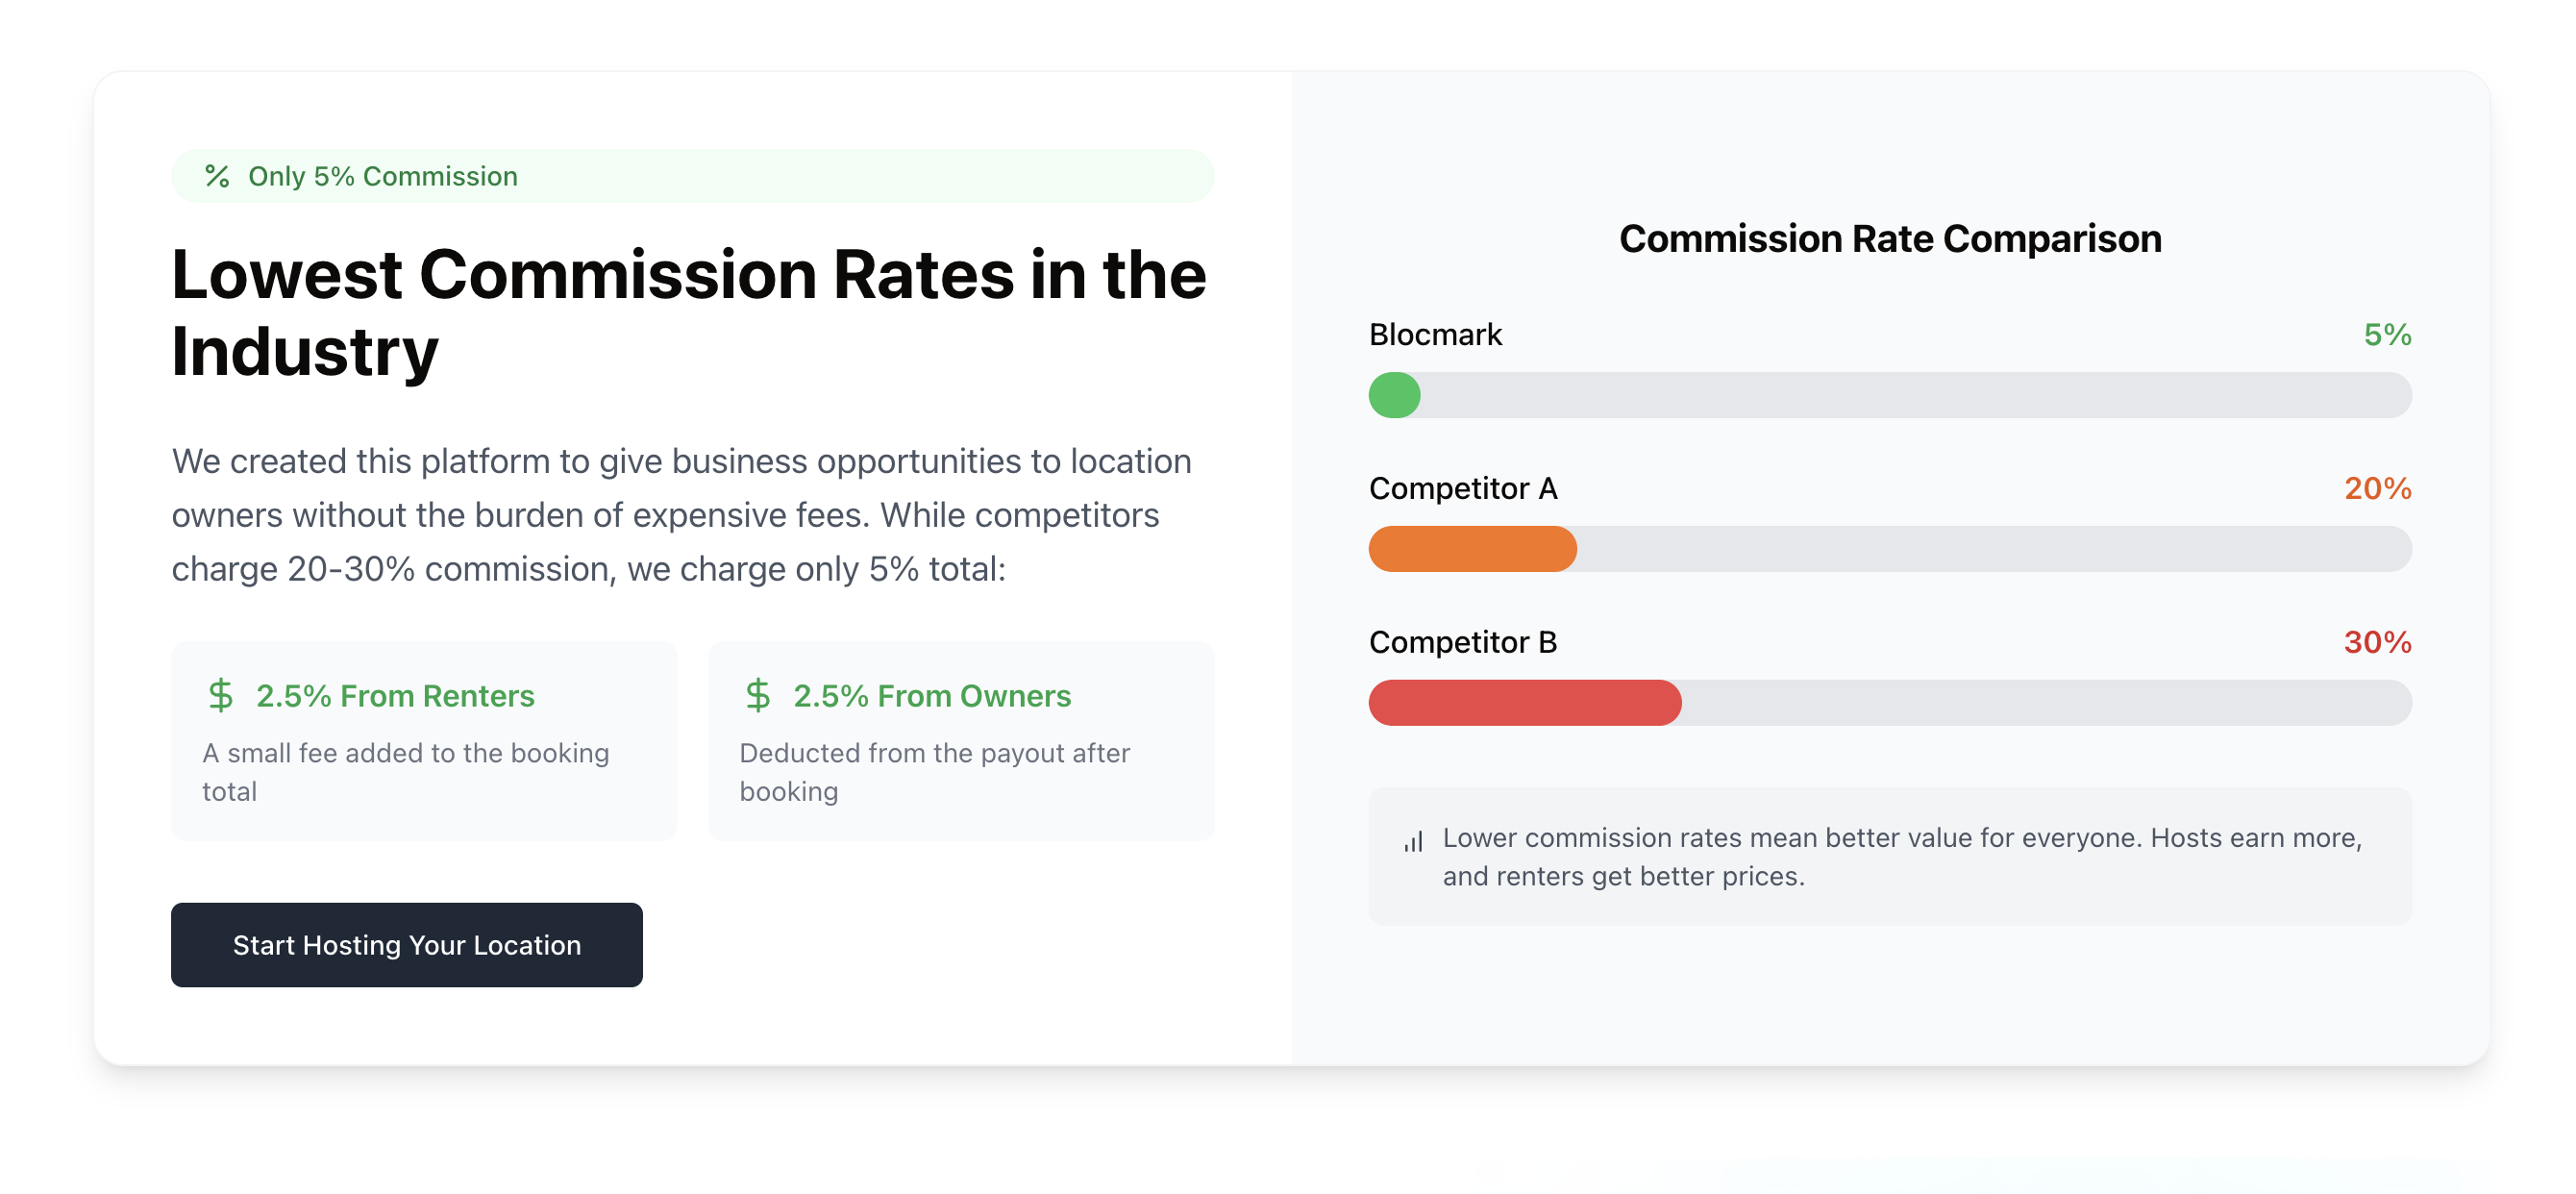 Only 5% Commission
Lowest Commission Rates in the
Industry
We created this platform to give business opportunities to location
owners without the burden of expensive fees. While competitors
charge 20-30% commission, we charge only 5% total:
2.5% From Renters
A small fee added to the booking
total
2.5% From Owners
Deducted from the payout after
booking
Start Hosting Your Location
Commission Rate Comparison
Blocmark 5%
Competitor A 20%
Competitor B 30%
Lower commission rates mean better value for everyone. Hosts earn more,
and renters get better prices.